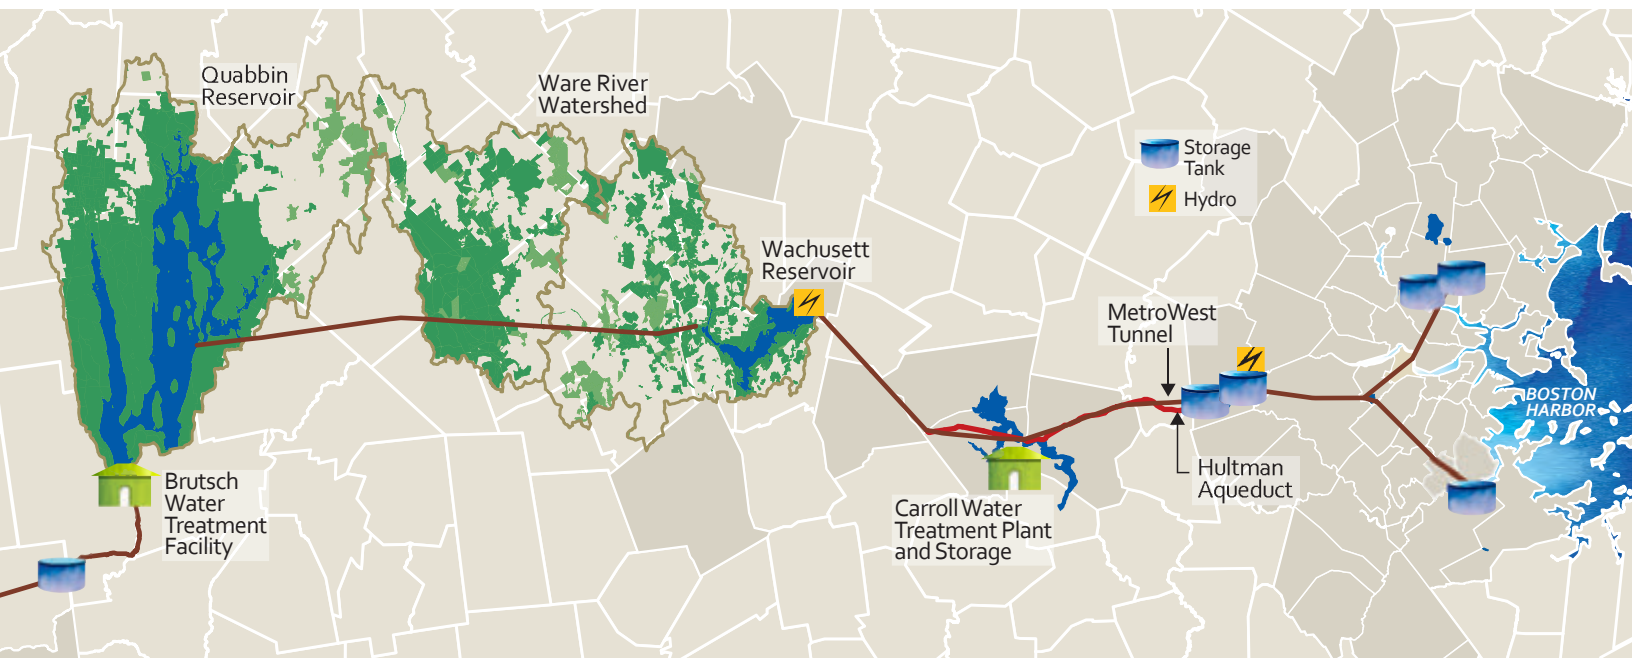 Quabbin
Reservoir
Ware River
Watershed
Storage
Tank
Hydro
Wachusett
Reservoir
MetroWest
Tunnel
BOSTON
HARBOR
Hultman
Aqueduct
Brutsch
Water
Treatment
Facility
Carroll Water
Treatment Plant
and Storage